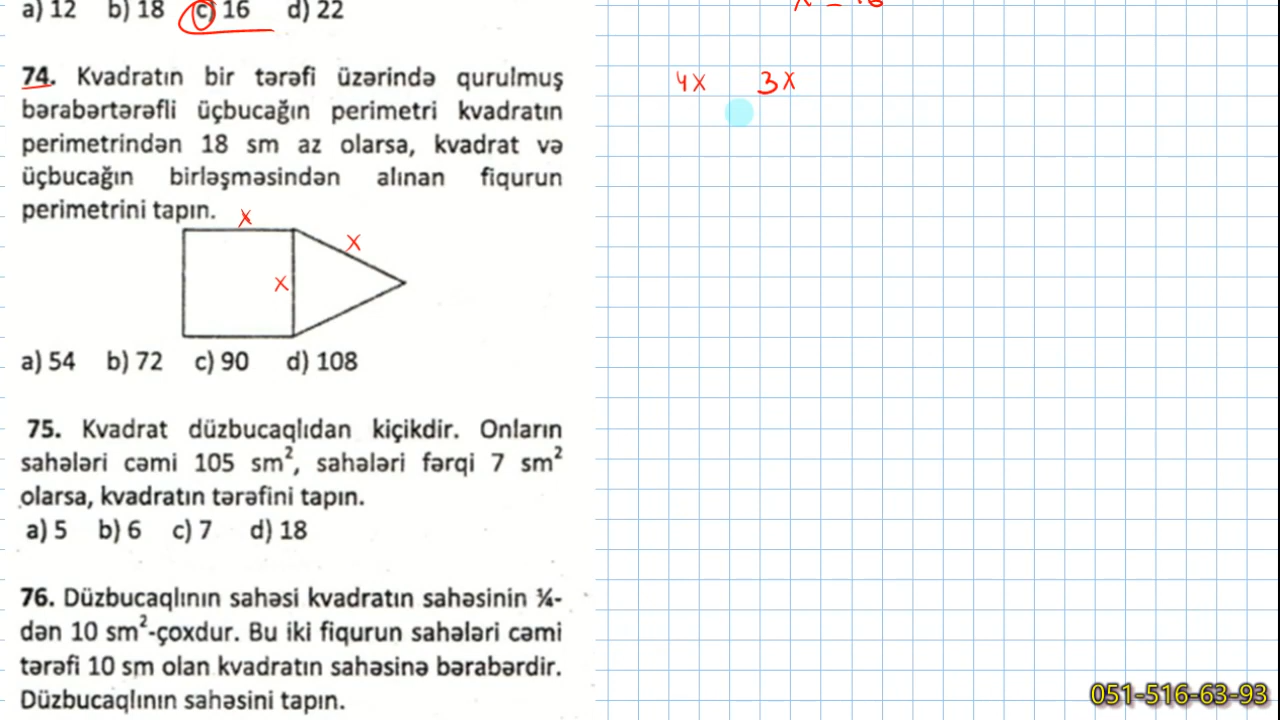 a) 12 b) 18 c) 16 d) 22
74. Kvadratın bir tərəfi üzərində qurulmuş
bərabərtərəfli üçbucağın perimetri kvadratın
perimetrindən 18 sm az olarsa, kvadrat və
üçbucağın birləşməsindən alınan fiqurun
perimetrini tapın.
x
x
x
a) 54 b) 72 c) 90 d) 108
75. Kvadrat düzbucaqlıdan kiçikdir. Onların
sahələri cəmi 105 sm², sahələri fərqi 7 sm²
olarsa, kvadratın tərəfini tapın.
a) 5 b) 6 c) 7 d) 18
76. Düzbucaqlının sahəsi kvadratın sahəsinin ¼-
dən 10 sm²-çoxdur. Bu iki fiqurun sahələri cəmi
tərəfi 10 sm olan kvadratın sahəsinə bərabərdir.
Düzbucaqlının sahəsini tapın.
4x 3x
051-516-63-93